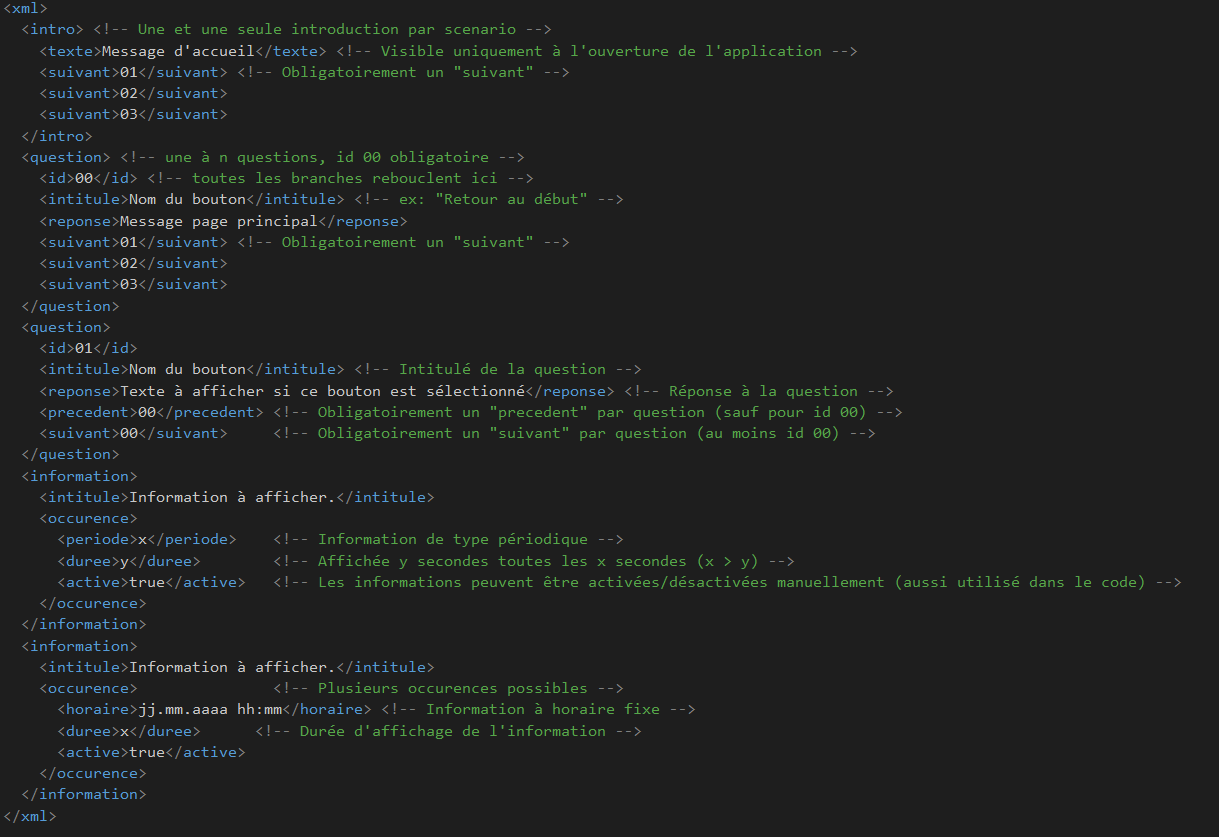 <xml>
<intro> <!-- Une et une seule introduction par scenario -->
<texte>Message d'accueil</texte> <!-- Visible uniquement à l'ouverture de l'application -->
<suivant>01</suivant> <!-- Obligatoirement un "suivant" -->
<suivant>02</suivant>
<suivant>03</suivant>
</intro>
<question> <!-- une à n questions, id 00 obligatoire -->
<id>00</id> <!-- toutes les branches rebouclent ici -->
<intitule>Nom du bouton</intitule> <!-- ex: "Retour au début" -->
<reponse>Message page principal</reponse>
<suivant>01</suivant> <!-- Obligatoirement un "suivant" -->
<suivant>02</suivant>
<suivant>03</suivant>
</question>
<question>
<id>01</id>
<intitule>Nom du bouton</intitule> <!-- Intitulé de la question -->
<reponse>Texte à afficher si ce bouton est sélectionné</reponse> <!-- Réponse à la question -->
<precedent>00</precedent> <!-- Obligatoirement un "precedent" par question (sauf pour id 00) -->
<suivant>00</suivant> <!-- Obligatoirement un "suivant" par question (au moins id 00) -->
</question>
<information>
<intitule>Information à afficher.</intitule>
<occurence>
<periode>x</periode> <!-- Information de type périodique -->
<duree>y</duree> <!-- Affichée y secondes toutes les x secondes (x > y) -->
<active>true</active> <!-- Les informations peuvent être activées/désactivées manuellement (aussi utilisé dans le code) -->
</occurence>
</information>
<information>
<intitule>Information à afficher.</intitule>
<occurence> <!-- Plusieurs occurences possibles -->
<horaire>jj.mm.aaaa hh:mm</horaire> <!-- Information à horaire fixe -->
<duree>x</duree> <!-- Durée d'affichage de l'information -->
<active>true</active>
</occurence>
</information>
</xml>